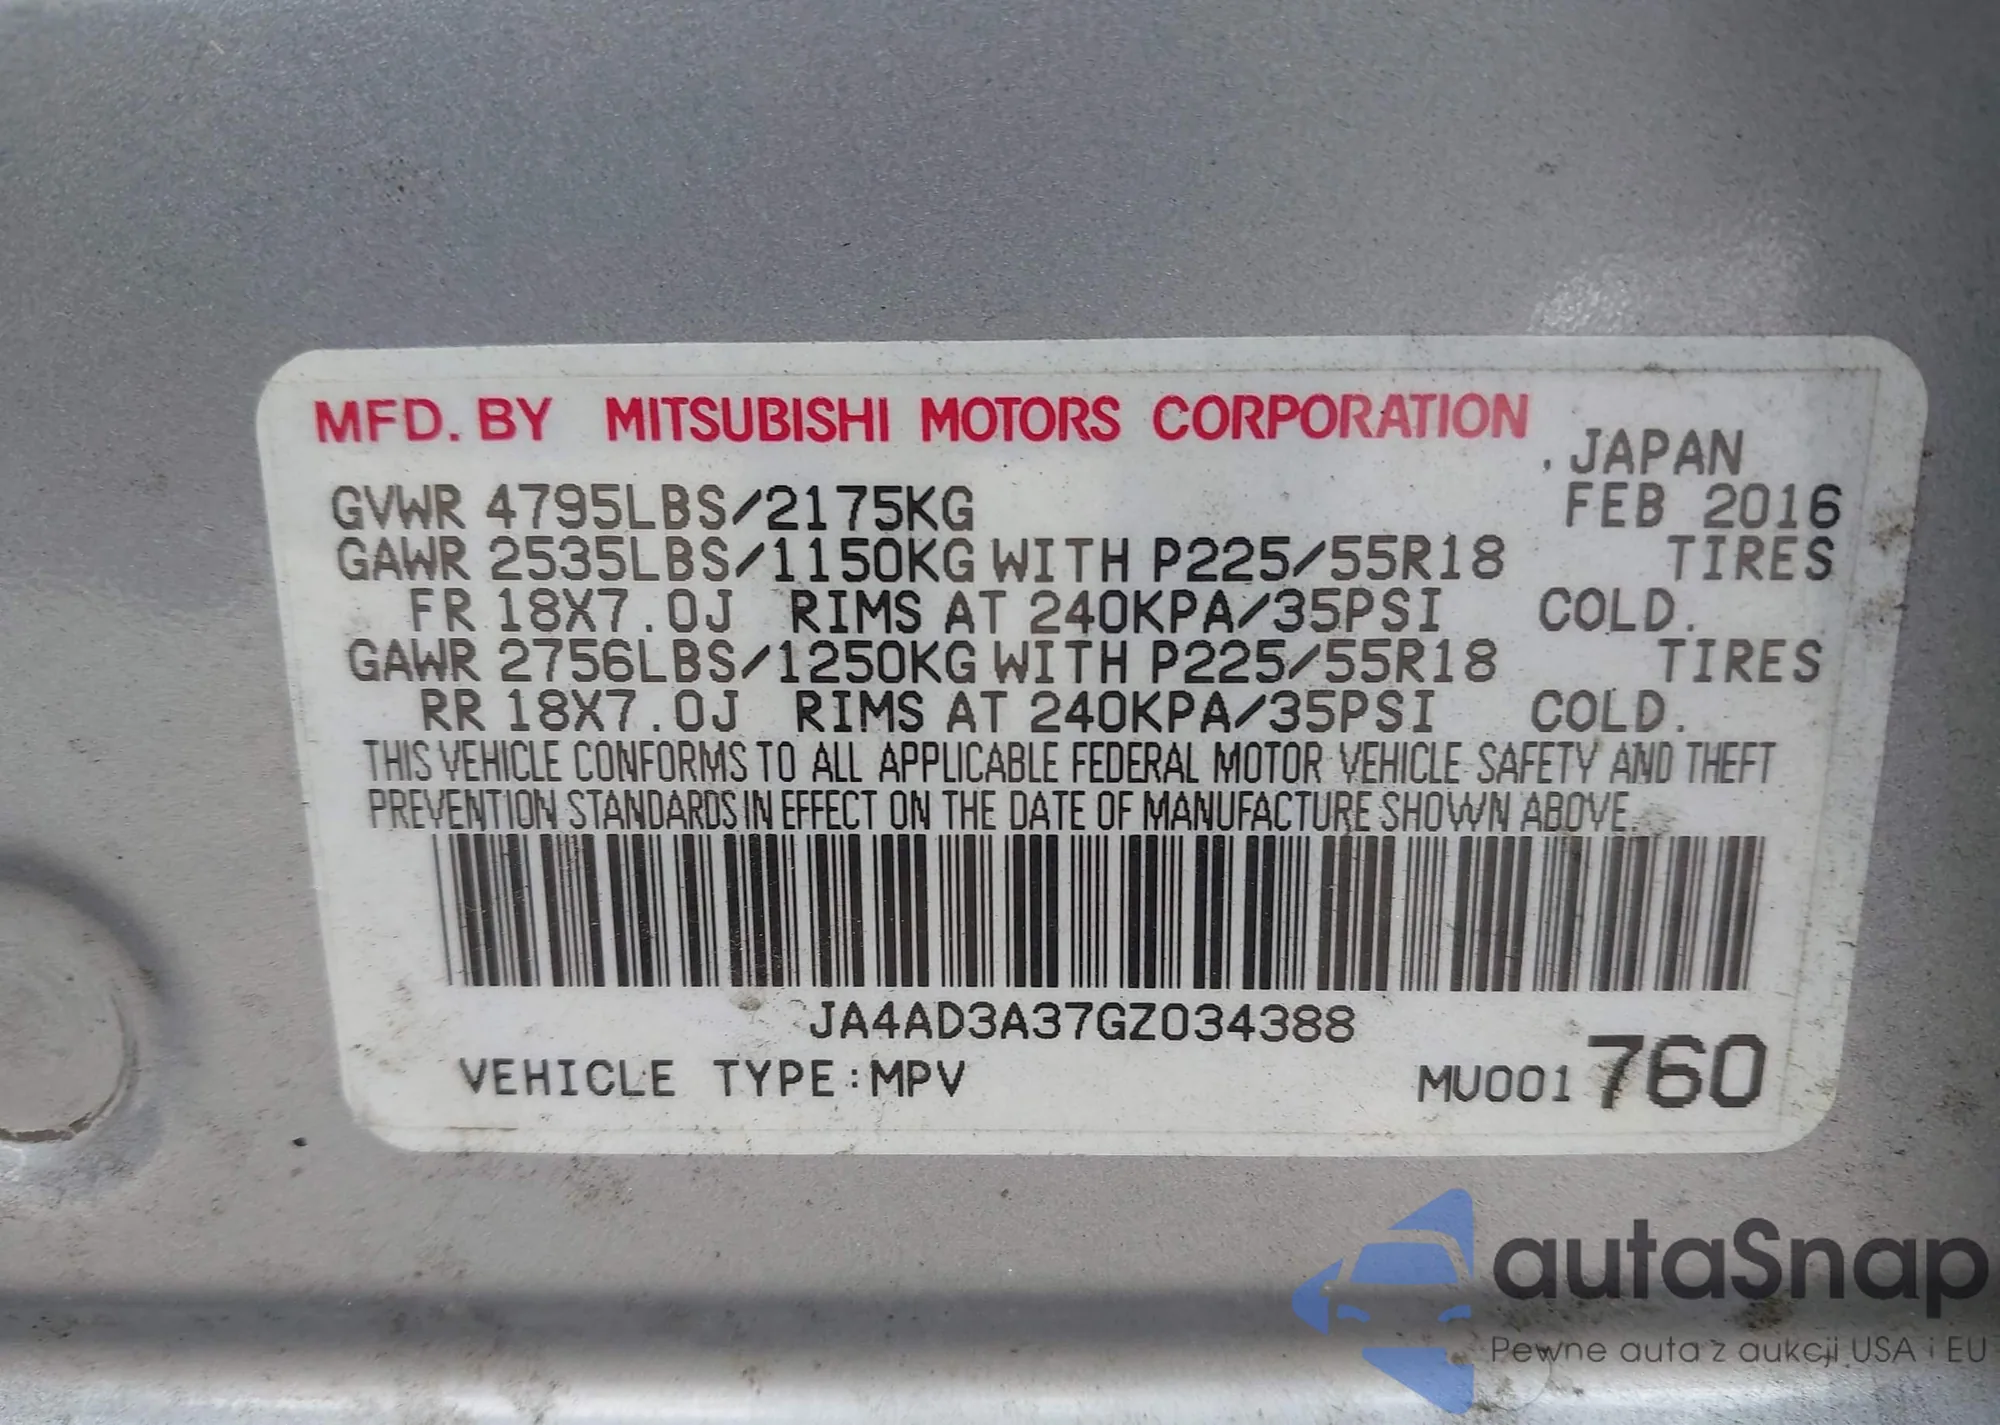 MFD. BY MITSUBISHI MOTORS CORPORATION
. JAPAN
GVWR 4795LBS/2175KG FEB 2016
GAWR 2535LBS/1150KG WITH P225/55R18 TIRES
FR 18X7.0J RIMS AT 240KPA/35PSI COLD.
GAWR 2756LBS/1250KG WITH P225/55R18 TIRES
RR 18X7.0J RIMS AT 240KPA/35PSI COLD.
THIS VEHICLE CONFORMS TO ALL APPLICABLE FEDERAL MOTOR VEHICLE SAFETY AND THEFT
PREVENTION STANDARDS IN EFFECT ON THE DATE OF MANUFACTURE SHOWN ABOVE.
JA4AD3A37GZ034388
VEHICLE TYPE:MPV MU001760
autaSnap
Pewne auta z aukcji USA i EU